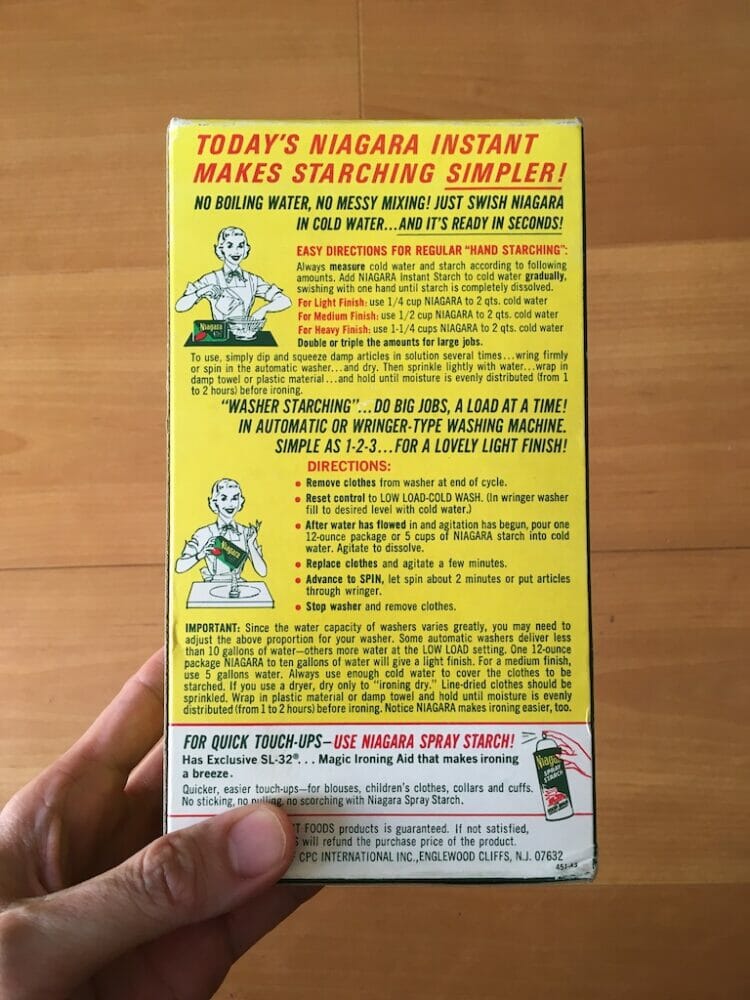 TODAY'S NIAGARA INSTANT
MAKES STARCHING SIMPLER!
NO BOILING WATER, NO MESSY MIXING! JUST SWISH NIAGARA
IN COLD WATER...AND IT'S READY IN SECONDS!
EASY DIRECTIONS FOR REGULAR "HAND STARCHING":
Always measure cold water and starch according to following
amounts. Add NIAGARA Instant Starch to cold water gradually,
swishing with one hand until starch is completely dissolved.
For Light Finish: use 1/4 cup NIAGARA to 2 qts. cold water
For Medium Finish: use 1/2 cup NIAGARA to 2 qts. cold water
For Heavy Finish: use 1-1/4 cups NIAGARA to 2 qts. cold water
Double or triple the amounts for large jobs.
Niagara
To use, simply dip and squeeze damp articles in solution several times...wring firmly
or spin in the automatic washer...and dry. Then sprinkle lightly with water...wrap in
damp towel or plastic material...and hold until moisture is evenly distributed (from 1
to 2 hours) before ironing.
"WASHER STARCHING"...DO BIG JOBS, A LOAD AT A TIME!
IN AUTOMATIC OR WRINGER-TYPE WASHING MACHINE.
SIMPLE AS 1-2-3...FOR A LOVELY LIGHT FINISH!
DIRECTIONS:
• Remove clothes from washer at end of cycle.
• Reset control to LOW LOAD-COLD WASH. (In wringer washer
fill to desired level with cold water.)
• After water has flowed in and agitation has begun, pour one
12-ounce package or 5 cups of NIAGARA starch into cold
water. Agitate to dissolve.
• Replace clothes and agitate a few minutes.
• Advance to SPIN, let spin about 2 minutes or put articles
through wringer.
• Stop washer and remove clothes.
Niagara
IMPORTANT: Since the water capacity of washers varies greatly, you may need to
adjust the above proportion for your washer. Some automatic washers deliver less
than 10 gallons of water—others more water at the LOW LOAD setting. One 12-ounce
package NIAGARA to ten gallons of water will give a light finish. For a medium finish,
use 5 gallons water. Always use enough cold water to cover the clothes to be
starched. If you use a dryer, dry only to "ironing dry." Line-dried clothes should be
sprinkled. Wrap in plastic material or damp towel and hold until moisture is evenly
distributed (from 1 to 2 hours) before ironing. Notice NIAGARA makes ironing easier, too.
FOR QUICK TOUCH-UPS—USE NIAGARA SPRAY STARCH!
Has Exclusive SL-32®... Magic Ironing Aid that makes ironing
a breeze.
Quicker, easier touch-ups—for blouses, children's clothes, collars and cuffs.
No sticking, no pulling, no scorching with Niagara Spray Starch.
Niagara
SPRAY
STARCH
FOODS products is guaranteed. If not satisfied,
will refund the purchase price of the product.
CPC INTERNATIONAL INC., ENGLEWOOD CLIFFS, N.J. 07632